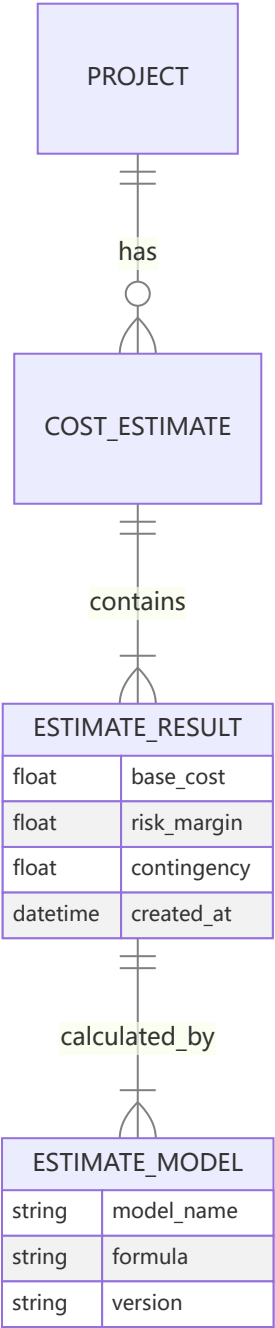 PROJECT
has
COST_ESTIMATE
contains
ESTIMATE_RESULT
float base_cost
float risk_margin
float contingency
datetime created_at
calculated_by
ESTIMATE_MODEL
string model_name
string formula
string version